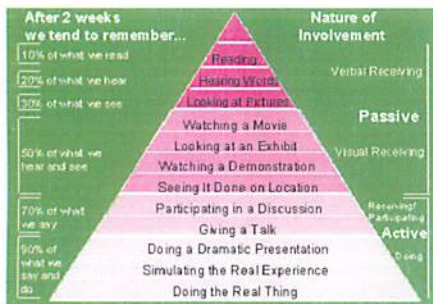 After 2 weeks
we tend to remember...
Nature of
Involvement
10% of what we read
Reading
Verbal Receiving
20% of what we hear
Hearing Words
30% of what we see
Looking at Pictures
Passive
50% of what we
hear and see
Watching a Movie
Looking at an Exhibit
Watching a Demonstration
Seeing It Done on Location
Visual Receiving
70% of what
we say
Participating in a Discussion
Giving a Talk
Receiving/
Participating
Active
90% of
what we
say and
do
Doing a Dramatic Presentation
Simulating the Real Experience
Doing the Real Thing
Doing